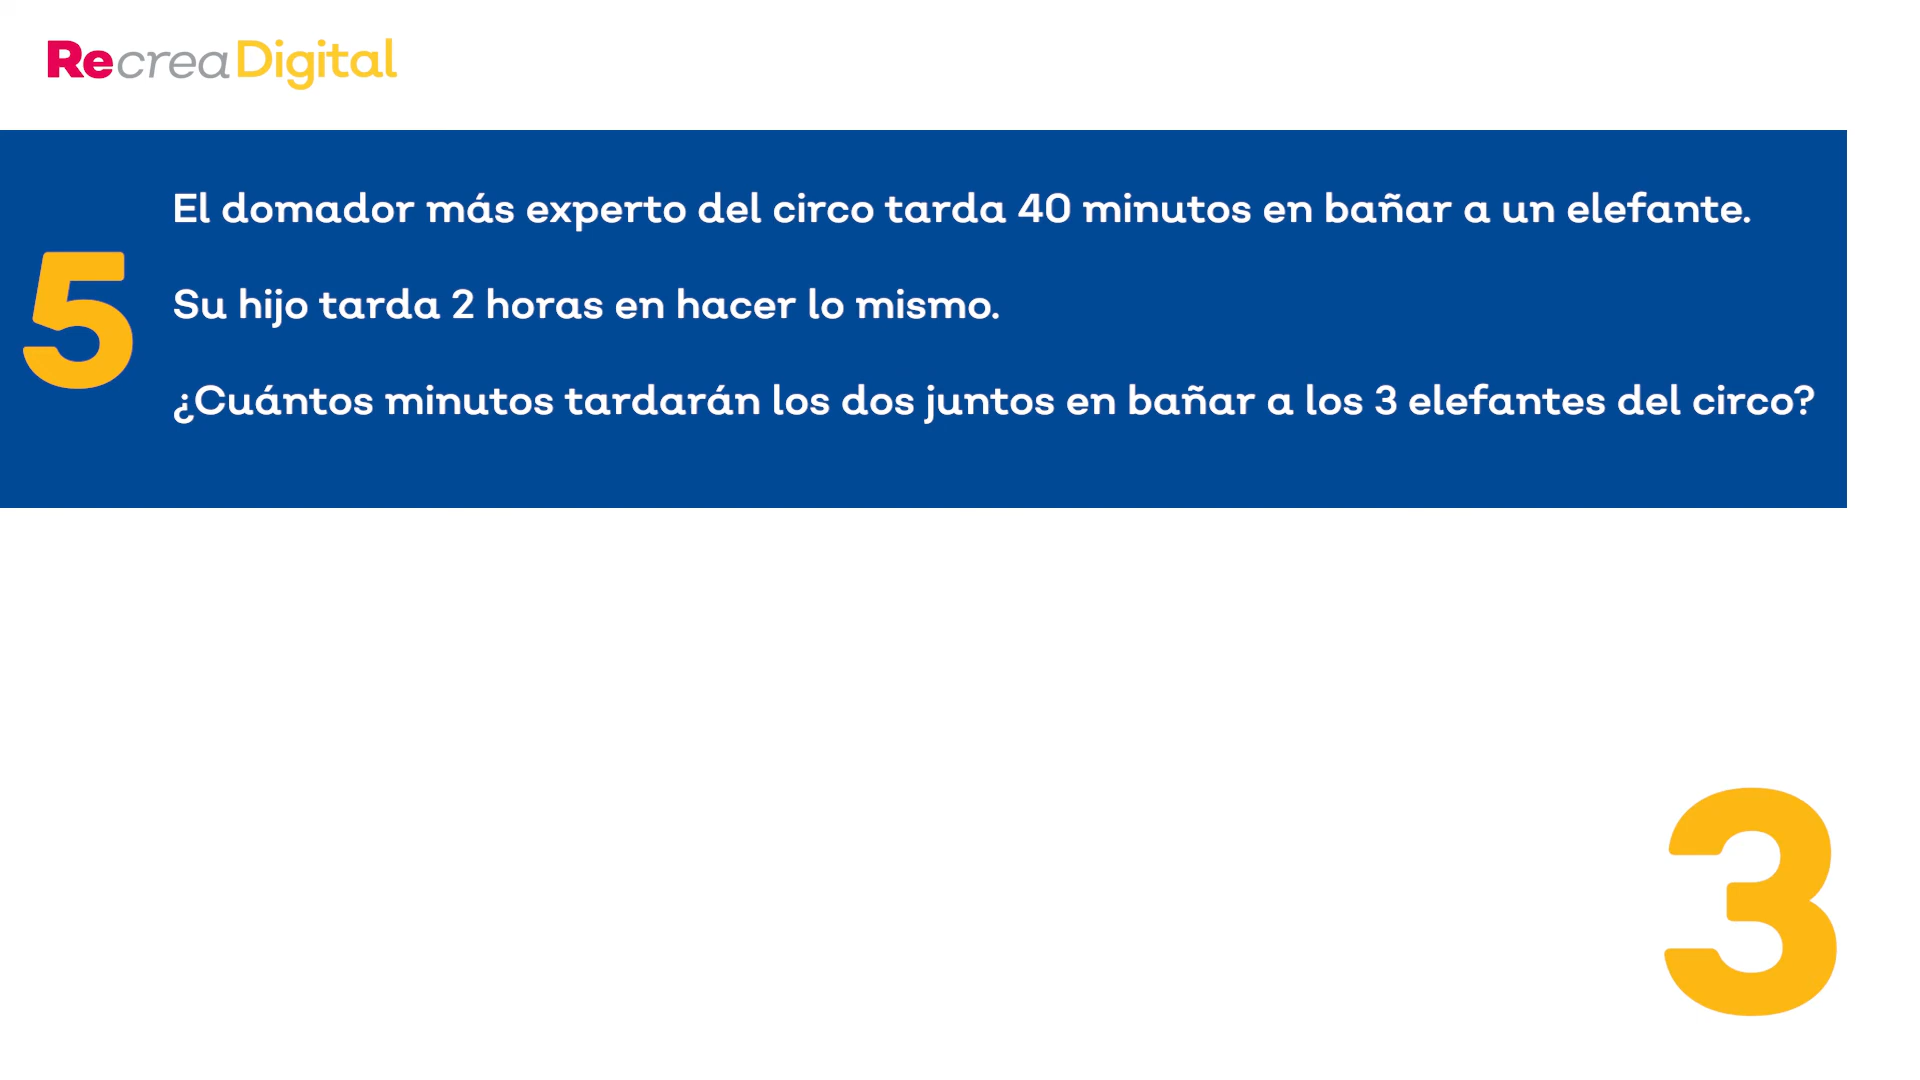 RecreaDigital
El domador más experto del circo tarda 40 minutos en bañar a un elefante.
5
Su hijo tarda 2 horas en hacer lo mismo.
¿Cuántos minutos tardarán los dos juntos en bañar a los 3 elefantes del circo?
3